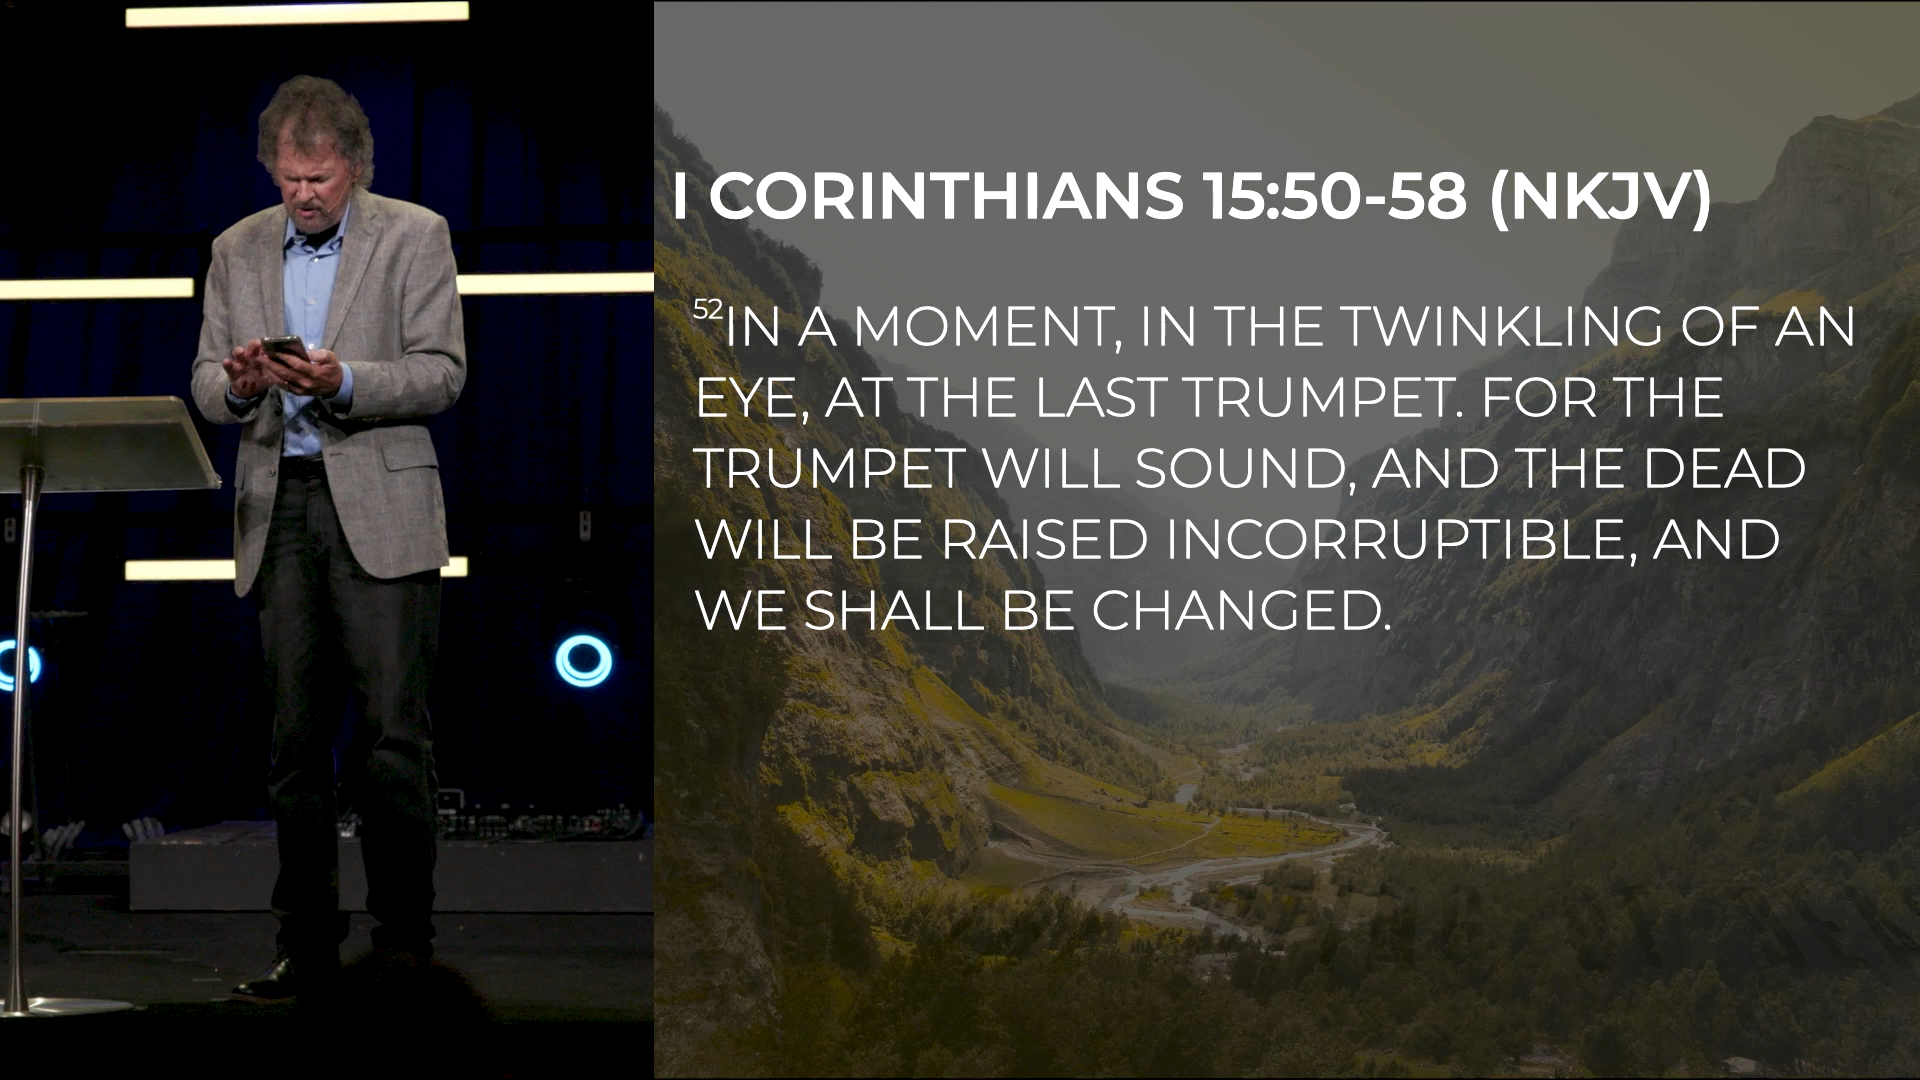 I CORINTHIANS 15:50-58 (NKJV)
52IN A MOMENT, IN THE TWINKLING OF AN
EYE, AT THE LAST TRUMPET. FOR THE
TRUMPET WILL SOUND, AND THE DEAD
WILL BE RAISED INCORRUPTIBLE, AND
WE SHALL BE CHANGED.